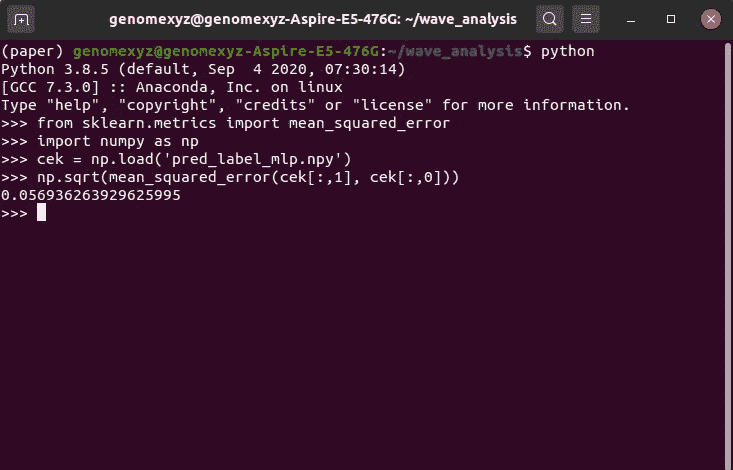 genomexyz@genomexyz-Aspire-E5-476G: ~/wave_analysis
(paper) genomexyz@genomexyz-Aspire-E5-476G:~/wave_analysis$ python
Python 3.8.5 (default, Sep  4 2020, 07:30:14)
[GCC 7.3.0] :: Anaconda, Inc. on linux
Type "help", "copyright", "credits" or "license" for more information.
>>> from sklearn.metrics import mean_squared_error
>>> import numpy as np
>>> cek = np.load('pred_label_mlp.npy')
>>> np.sqrt(mean_squared_error(cek[:,1], cek[:,0]))
0.056936263929625995
>>>